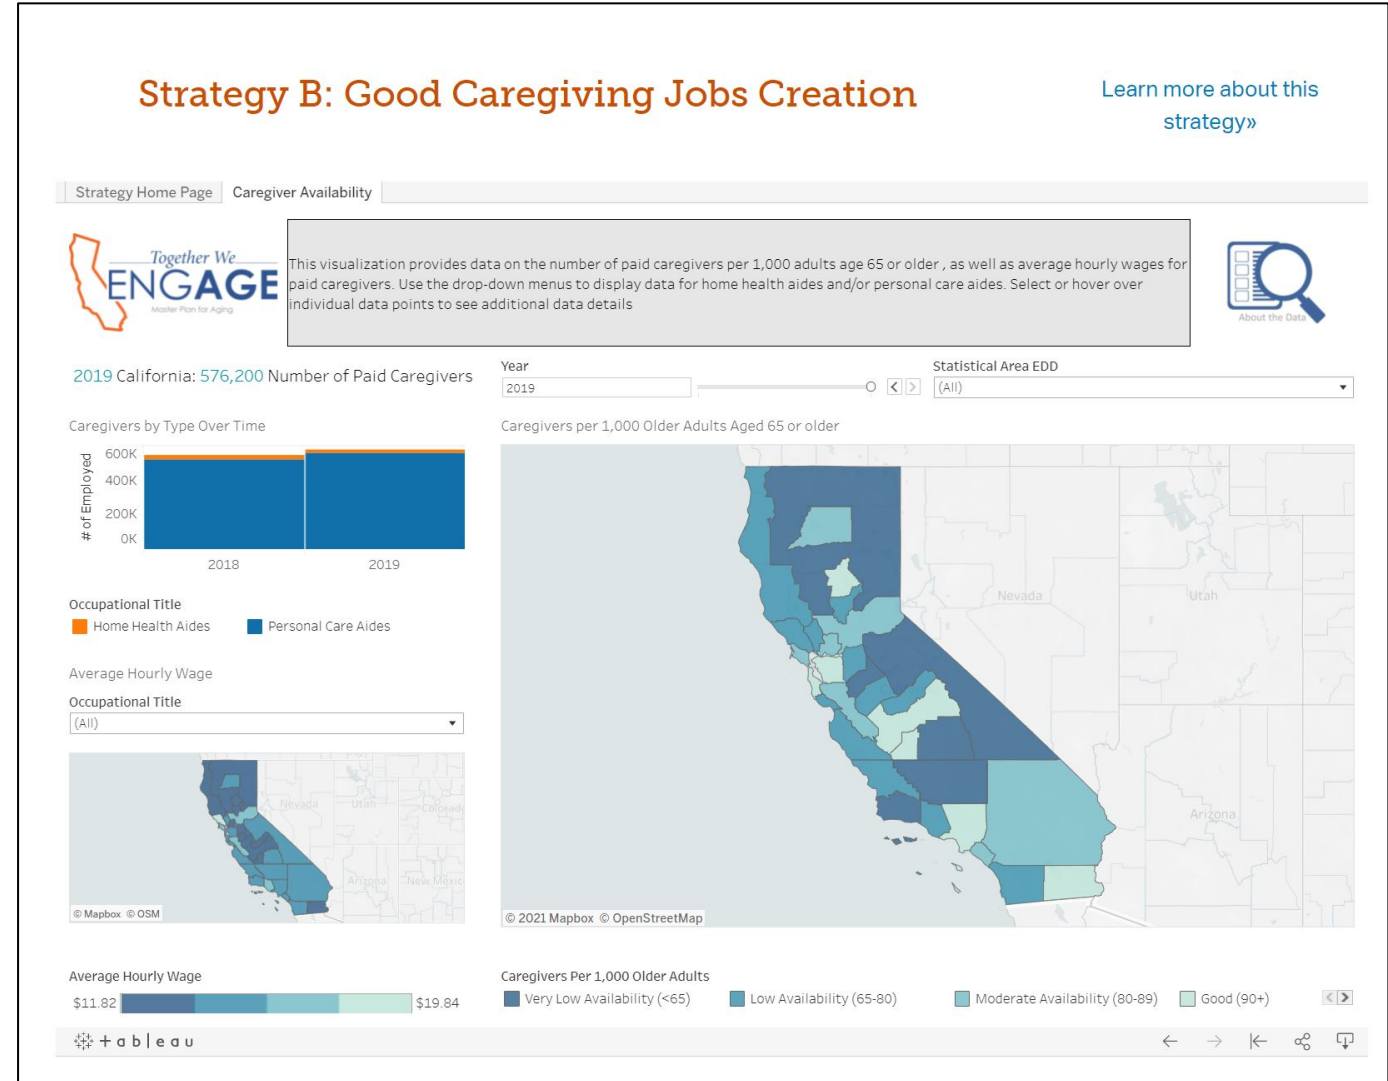 Strategy B: Good Caregiving Jobs Creation
Learn more about this
strategy»
Strategy Home Page
Caregiver Availability
Together We
ENGAGE
Master Plan for Aging
This visualization provides data on the number of paid caregivers per 1,000 adults age 65 or older , as well as average hourly wages for
paid caregivers. Use the drop-down menus to display data for home health aides and/or personal care aides. Select or hover over
individual data points to see additional data details
About the Data
2019 California: 576,200 Number of Paid Caregivers
Year
2019
Statistical Area EDD
(All)
Caregivers by Type Over Time
# of Employed
600K
400K
200K
0K
2018
2019
Occupational Title
Home Health Aides
Personal Care Aides
Average Hourly Wage
Occupational Title
(All)
Nevada
Utah
Colorado
Arizona
New Mexic
© Mapbox © OSM
Average Hourly Wage
$11.82
$19.84
Caregivers per 1,000 Older Adults Aged 65 or older
Nevada
Utah
Arizona
© 2021 Mapbox © OpenStreetMap
Caregivers Per 1,000 Older Adults
Very Low Availability (<65)
Low Availability (65-80)
Moderate Availability (80-89)
Good (90+)
+ableau